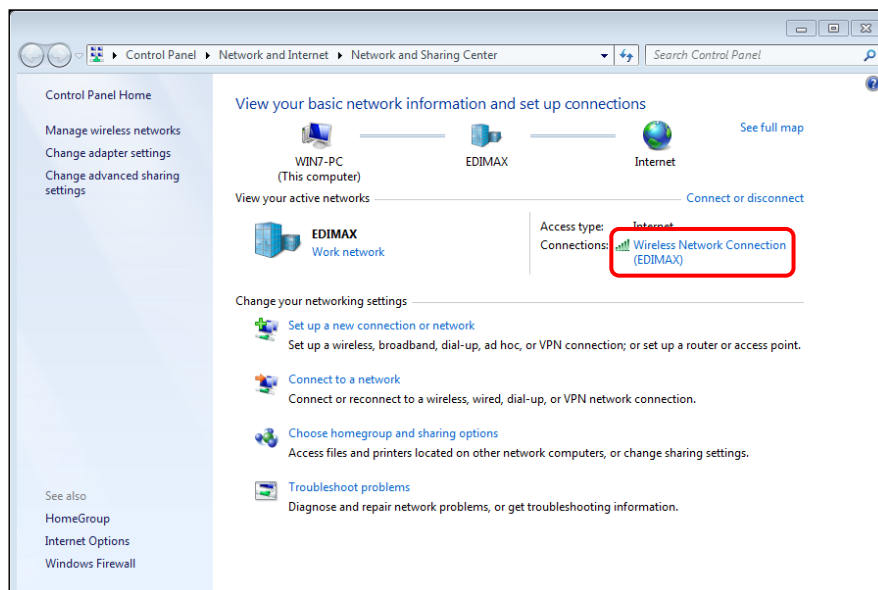 Control Panel
Network and Internet
Network and Sharing Center
Search Control Panel
Control Panel Home
Manage wireless networks
Change adapter settings
Change advanced sharing
settings
See also
HomeGroup
Internet Options
Windows Firewall
View your basic network information and set up connections
See full map
WIN7-PC
(This computer)
EDIMAX
Internet
View your active networks
Connect or disconnect
EDIMAX
Work network
Access type: Internet
Connections: Wireless Network Connection
(EDIMAX)
Change your networking settings
Set up a new connection or network
Set up a wireless, broadband, dial-up, ad hoc, or VPN connection; or set up a router or access point.
Connect to a network
Connect or reconnect to a wireless, wired, dial-up, or VPN network connection.
Choose homegroup and sharing options
Access files and printers located on other network computers, or change sharing settings.
Troubleshoot problems
Diagnose and repair network problems, or get troubleshooting information.